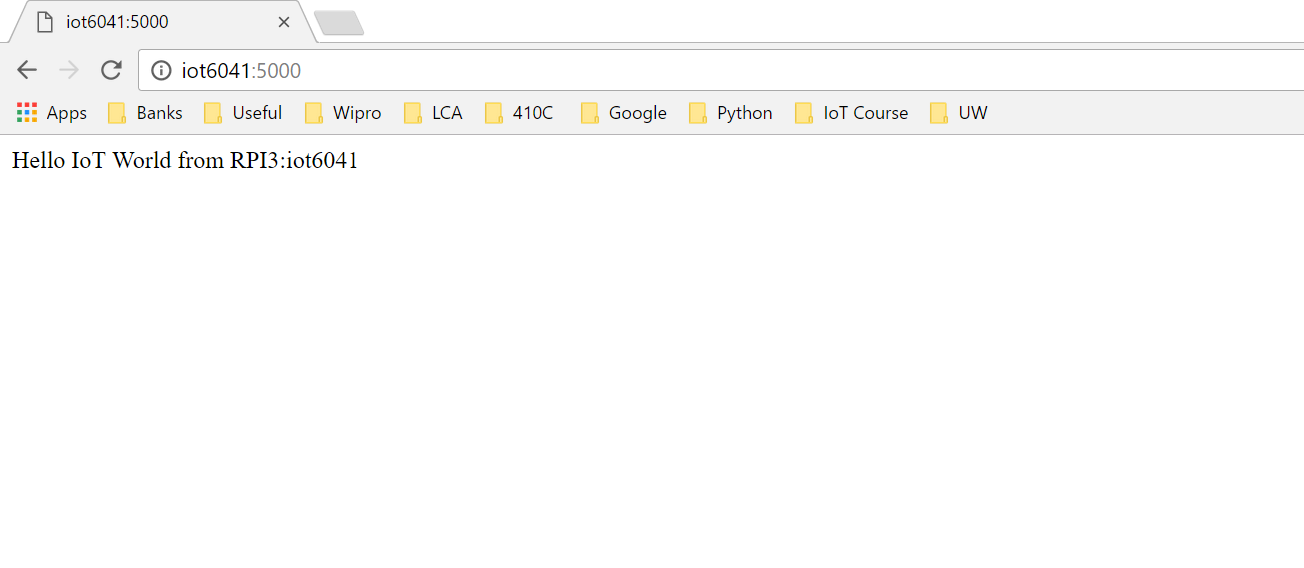 iot6041:5000
iot6041:5000
Apps Banks Useful Wipro LCA 410C Google Python IoT Course UW
Hello IoT World from RPI3:iot6041